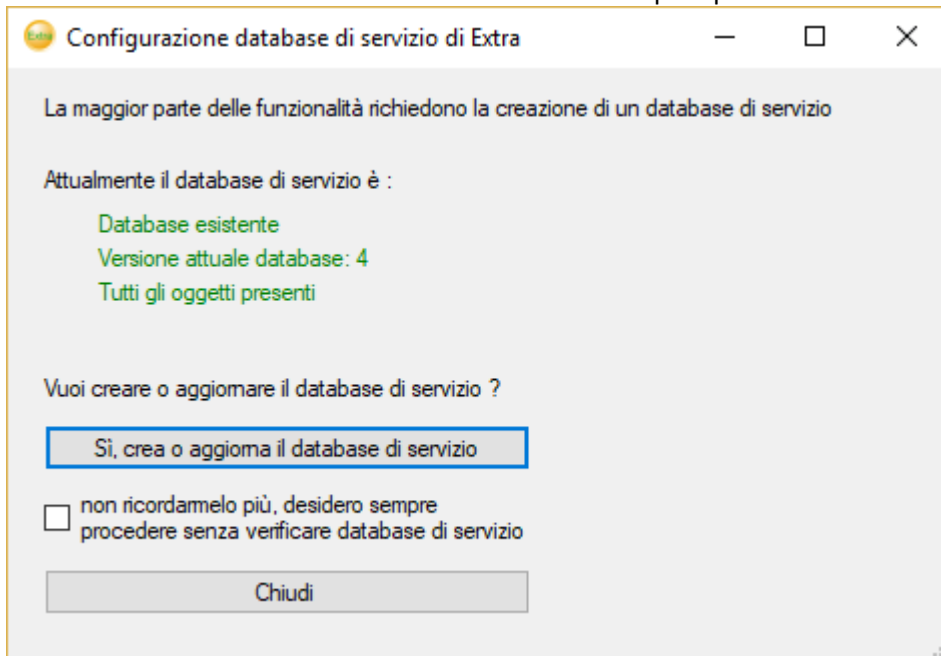 Extra Configurazione database di servizio di Extra
La maggior parte delle funzionalità richiedono la creazione di un database di servizio
Attualmente il database di servizio è :
Database esistente
Versione attuale database: 4
Tutti gli oggetti presenti
Vuoi creare o aggiornare il database di servizio ?
Sì, crea o aggiorna il database di servizio
non ricordarmelo più, desidero sempre
procedere senza verificare database di servizio
Chiudi